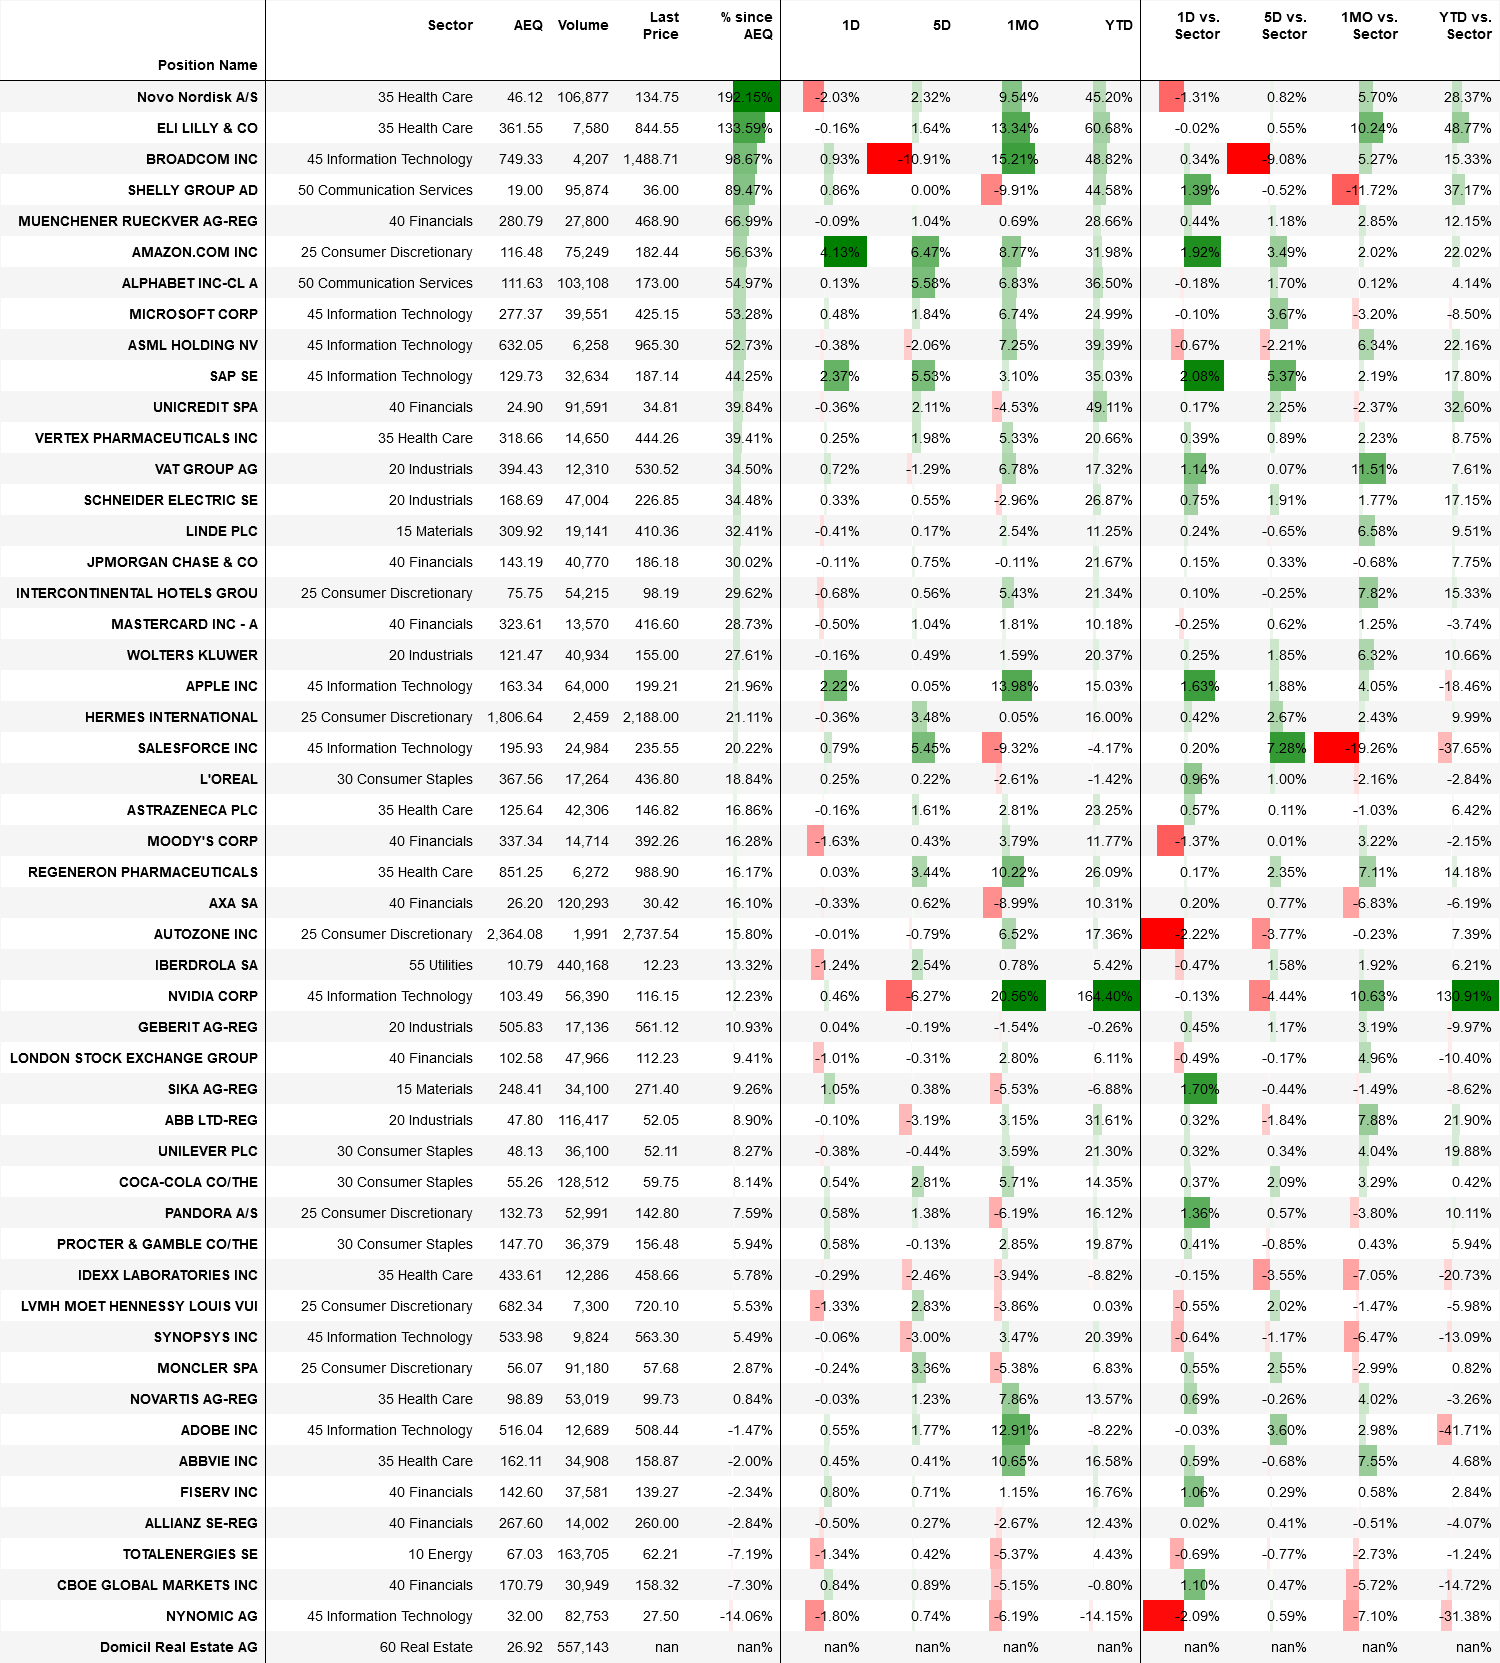 Position Name Sector AEQ Volume Last Price % since AEQ 1D 5D 1MO YTD 1D vs. Sector 5D vs. Sector 1MO vs. Sector YTD vs. Sector
Novo Nordisk A/S 35 Health Care 46.12 106,877 134.75 192.15% -2.03% 2.32% 9.54% 45.20% -1.31% 0.82% 5.70% 28.37%
ELI LILLY & CO 35 Health Care 361.55 7,580 844.55 133.59% -0.16% 1.64% 13.34% 60.68% -0.02% 0.55% 10.24% 48.77%
BROADCOM INC 45 Information Technology 749.33 4,207 1,488.71 98.67% 0.93% -10.91% 15.21% 48.82% 0.34% -9.08% 5.27% 15.33%
SHELLY GROUP AD 50 Communication Services 19.00 95,874 36.00 89.47% 0.86% 0.00% -9.91% 44.58% 1.39% -0.52% -11.72% 37.17%
MUENCHENER RUECKVER AG-REG 40 Financials 280.79 27,800 468.90 66.99% -0.09% 1.04% 0.69% 28.66% 0.44% 1.18% 2.85% 12.15%
AMAZON.COM INC 25 Consumer Discretionary 116.48 75,249 182.44 56.63% 4.13% 6.47% 8.77% 31.98% 1.92% 3.49% 2.02% 22.02%
ALPHABET INC-CL A 50 Communication Services 111.63 103,108 173.00 54.97% 0.13% 5.58% 6.83% 36.50% -0.18% 1.70% 0.12% 4.14%
MICROSOFT CORP 45 Information Technology 277.37 39,551 425.15 53.28% 0.48% 1.84% 6.74% 24.99% -0.10% 3.67% -3.20% -8.50%
ASML HOLDING NV 45 Information Technology 632.05 6,258 965.30 52.73% -0.38% -2.06% 7.25% 39.39% -0.67% -2.21% 6.34% 22.16%
SAP SE 45 Information Technology 129.73 32,634 187.14 44.25% 2.37% 5.53% 3.10% 35.03% 2.08% 5.37% 2.19% 17.80%
UNICREDIT SPA 40 Financials 24.90 91,591 34.81 39.84% -0.36% 2.11% -4.53% 49.11% 0.17% 2.25% -2.37% 32.60%
VERTEX PHARMACEUTICALS INC 35 Health Care 318.66 14,650 444.26 39.41% 0.25% 1.98% 5.33% 20.66% 0.39% 0.89% 2.23% 8.75%
VAT GROUP AG 20 Industrials 394.43 12,310 530.52 34.50% 0.72% -1.29% 6.78% 17.32% 1.14% 0.07% 11.51% 7.61%
SCHNEIDER ELECTRIC SE 20 Industrials 168.69 47,004 226.85 34.48% 0.33% 0.55% -2.96% 26.87% 0.75% 1.91% 1.77% 17.15%
LINDE PLC 15 Materials 309.92 19,141 410.36 32.41% -0.41% 0.17% 2.54% 11.25% 0.24% -0.65% 6.58% 9.51%
JPMORGAN CHASE & CO 40 Financials 143.19 40,770 186.18 30.02% -0.11% 0.75% -0.11% 21.67% 0.15% 0.33% -0.68% 7.75%
INTERCONTINENTAL HOTELS GROU 25 Consumer Discretionary 75.75 54,215 98.19 29.62% -0.68% 0.56% 5.43% 21.34% 0.10% -0.25% 7.82% 15.33%
MASTERCARD INC - A 40 Financials 323.61 13,570 416.60 28.73% -0.50% 1.04% 1.81% 10.18% -0.25% 0.62% 1.25% -3.74%
WOLTERS KLUWER 20 Industrials 121.47 40,934 155.00 27.61% -0.16% 0.49% 1.59% 20.37% 0.25% 1.85% 6.32% 10.66%
APPLE INC 45 Information Technology 163.34 64,000 199.21 21.96% 2.22% 0.05% 13.98% 15.03% 1.63% 1.88% 4.05% -18.46%
HERMES INTERNATIONAL 25 Consumer Discretionary 1,806.64 2,459 2,188.00 21.11% -0.36% 3.48% 0.05% 16.00% 0.42% 2.67% 2.43% 9.99%
SALESFORCE INC 45 Information Technology 195.93 24,984 235.55 20.22% 0.79% 5.45% -9.32% -4.17% 0.20% 7.28% -19.26% -37.65%
L'OREAL 30 Consumer Staples 367.56 17,264 436.80 18.84% 0.25% 0.22% -2.61% -1.42% 0.96% 1.00% -2.16% -2.84%
ASTRAZENECA PLC 35 Health Care 125.64 42,306 146.82 16.86% -0.16% 1.61% 2.81% 23.25% 0.57% 0.11% -1.03% 6.42%
MOODY'S CORP 40 Financials 337.34 14,714 392.26 16.28% -1.63% 0.43% 3.79% 11.77% -1.37% 0.01% 3.22% -2.15%
REGENERON PHARMACEUTICALS 35 Health Care 851.25 6,272 988.90 16.17% 0.03% 3.44% 10.22% 26.09% 0.17% 2.35% 7.11% 14.18%
AXA SA 40 Financials 26.20 120,293 30.42 16.10% -0.33% 0.62% -8.99% 10.31% 0.20% 0.77% -6.83% -6.19%
AUTOZONE INC 25 Consumer Discretionary 2,364.08 1,991 2,737.54 15.80% -0.01% -0.79% 6.52% 17.36% -2.22% -3.77% -0.23% 7.39%
IBERDROLA SA 55 Utilities 10.79 440,168 12.23 13.32% -1.24% 2.54% 0.78% 5.42% -0.47% 1.58% 1.92% 6.21%
NVIDIA CORP 45 Information Technology 103.49 56,390 116.15 12.23% 0.46% -6.27% 20.56% 164.40% -0.13% -4.44% 10.63% 130.91%
GEBERIT AG-REG 20 Industrials 505.83 17,136 561.12 10.93% 0.04% -0.19% -1.54% -0.26% 0.45% 1.17% 3.19% -9.97%
LONDON STOCK EXCHANGE GROUP 40 Financials 102.58 47,966 112.23 9.41% -1.01% -0.31% 2.80% 6.11% -0.49% -0.17% 4.96% -10.40%
SIKA AG-REG 15 Materials 248.41 34,100 271.40 9.26% 1.05% 0.38% -5.53% -6.88% 1.70% -0.44% -1.49% -8.62%
ABB LTD-REG 20 Industrials 47.80 116,417 52.05 8.90% -0.10% -3.19% 3.15% 31.61% 0.32% -1.84% 7.88% 21.90%
UNILEVER PLC 30 Consumer Staples 48.13 36,100 52.11 8.27% -0.38% -0.44% 3.59% 21.30% 0.32% 0.34% 4.04% 19.88%
COCA-COLA CO/THE 30 Consumer Staples 55.26 128,512 59.75 8.14% 0.54% 2.81% 5.71% 14.35% 0.37% 2.09% 3.29% 0.42%
PANDORA A/S 25 Consumer Discretionary 132.73 52,991 142.80 7.59% 0.58% 1.38% -6.19% 16.12% 1.36% 0.57% -3.80% 10.11%
PROCTER & GAMBLE CO/THE 30 Consumer Staples 147.70 36,379 156.48 5.94% 0.58% -0.13% 2.85% 19.87% 0.41% -0.85% 0.43% 5.94%
IDEXX LABORATORIES INC 35 Health Care 433.61 12,286 458.66 5.78% -0.29% -2.46% -3.94% -8.82% -0.15% -3.55% -7.05% -20.73%
LVMH MOET HENNESSY LOUIS VUI 25 Consumer Discretionary 682.34 7,300 720.10 5.53% -1.33% 2.83% -3.86% 0.03% -0.55% 2.02% -1.47% -5.98%
SYNOPSYS INC 45 Information Technology 533.98 9,824 563.30 5.49% -0.06% -3.00% 3.47% 20.39% -0.64% -1.17% -6.47% -13.09%
MONCLER SPA 25 Consumer Discretionary 56.07 91,180 57.68 2.87% -0.24% 3.36% -5.38% 6.83% 0.55% 2.55% -2.99% 0.82%
NOVARTIS AG-REG 35 Health Care 98.89 53,019 99.73 0.84% -0.03% 1.23% 7.86% 13.57% 0.69% -0.26% 4.02% -3.26%
ADOBE INC 45 Information Technology 516.04 12,689 508.44 -1.47% 0.55% 1.77% 12.91% -8.22% -0.03% 3.60% 2.98% -41.71%
ABBVIE INC 35 Health Care 162.11 34,908 158.87 -2.00% 0.45% 0.41% 10.65% 16.58% 0.59% -0.68% 7.55% 4.68%
FISERV INC 40 Financials 142.60 37,581 139.27 -2.34% 0.80% 0.71% 1.15% 16.76% 1.06% 0.29% 0.58% 2.84%
ALLIANZ SE-REG 40 Financials 267.60 14,002 260.00 -2.84% -0.50% 0.27% -2.67% 12.43% 0.02% 0.41% -0.51% -4.07%
TOTALENERGIES SE 10 Energy 67.03 163,705 62.21 -7.19% -1.34% 0.42% -5.37% 4.43% -0.69% -0.77% -2.73% -1.24%
CBOE GLOBAL MARKETS INC 40 Financials 170.79 30,949 158.32 -7.30% 0.84% 0.89% -5.15% -0.80% 1.10% 0.47% -5.72% -14.72%
NYNOMIC AG 45 Information Technology 32.00 82,753 27.50 -14.06% -1.80% 0.74% -6.19% -14.15% -2.09% 0.59% -7.10% -31.38%
Domicil Real Estate AG 60 Real Estate 26.92 557,143 nan nan% nan% nan% nan% nan% nan% nan% nan% nan%